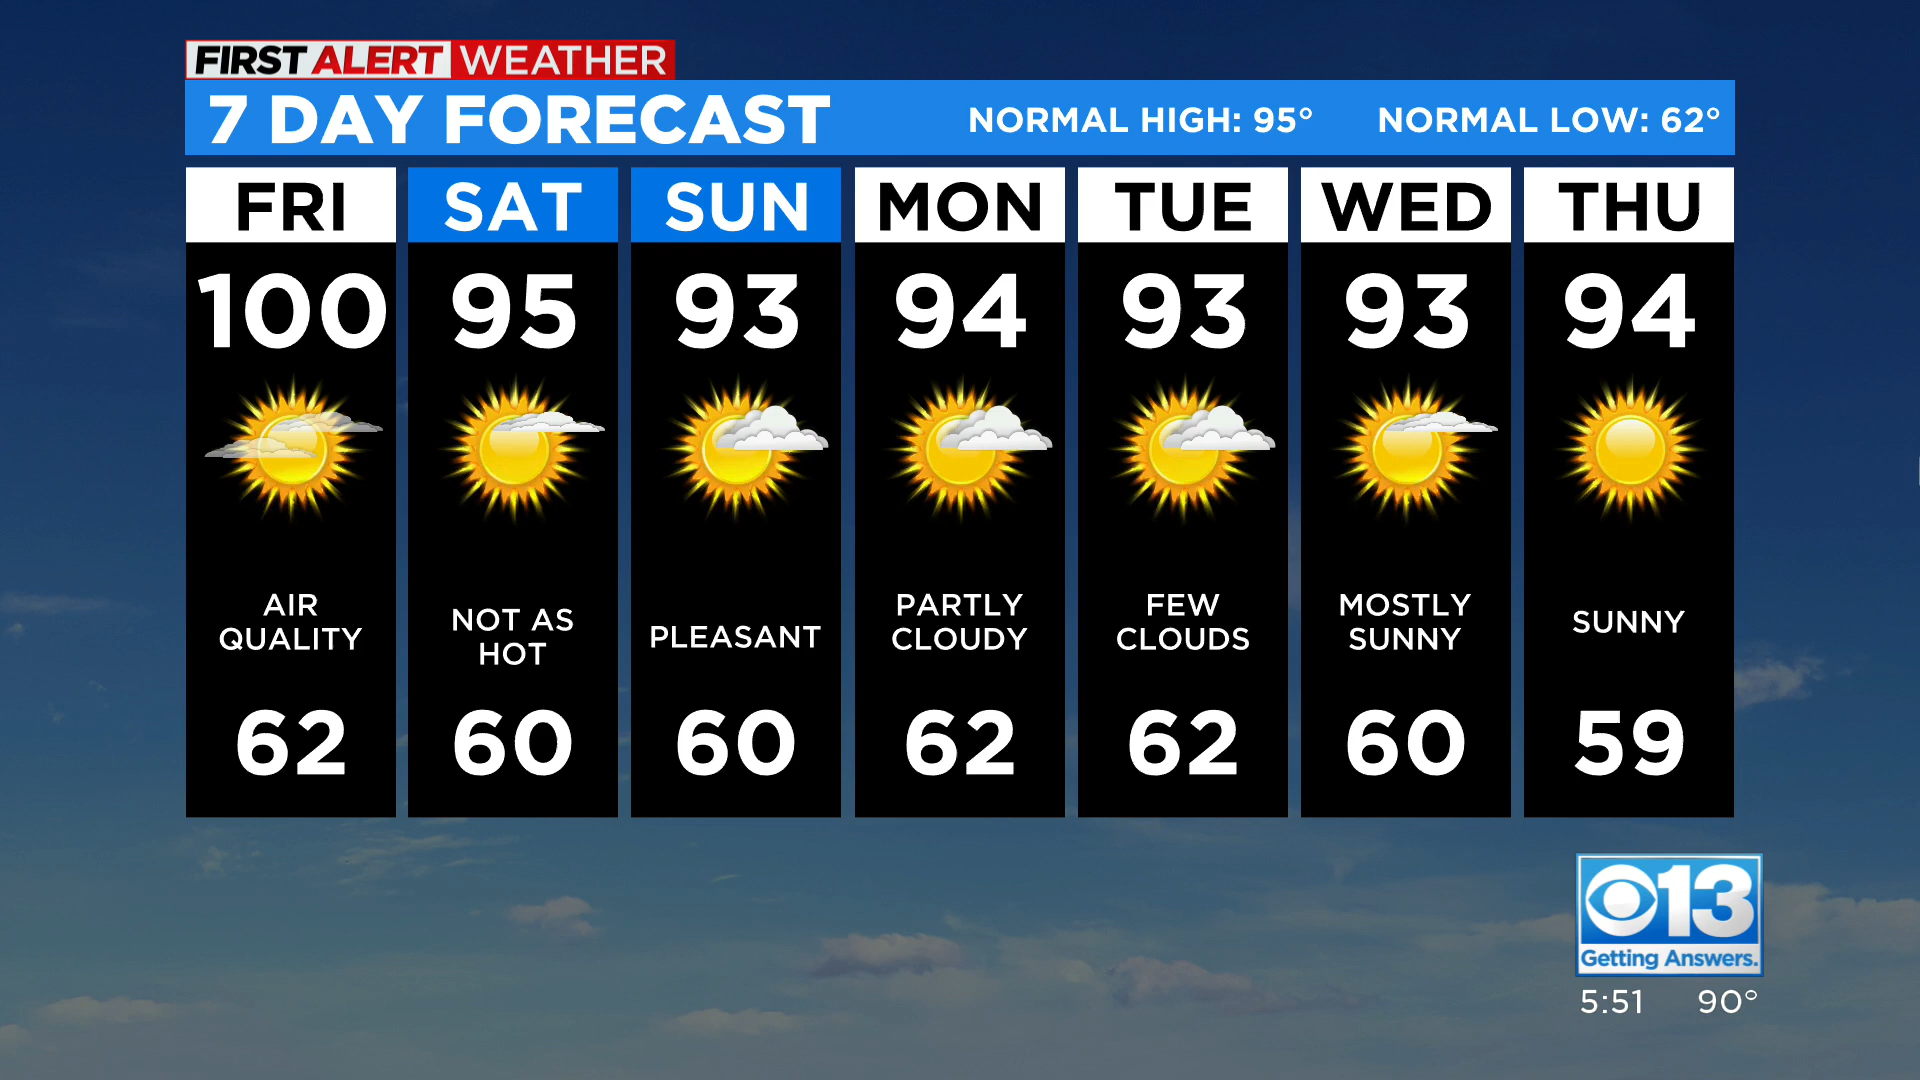 FIRST ALERT WEATHER
7 DAY FORECAST NORMAL HIGH: 95° NORMAL LOW: 62°
FRI SAT SUN MON TUE WED THU
100 95 93 94 93 93 94
AIR
QUALITY
NOT AS
HOT
PLEASANT
PARTLY
CLOUDY
FEW
CLOUDS
MOSTLY
SUNNY
SUNNY
62 60 60 62 62 60 59
13
Getting Answers.
5:51 90°